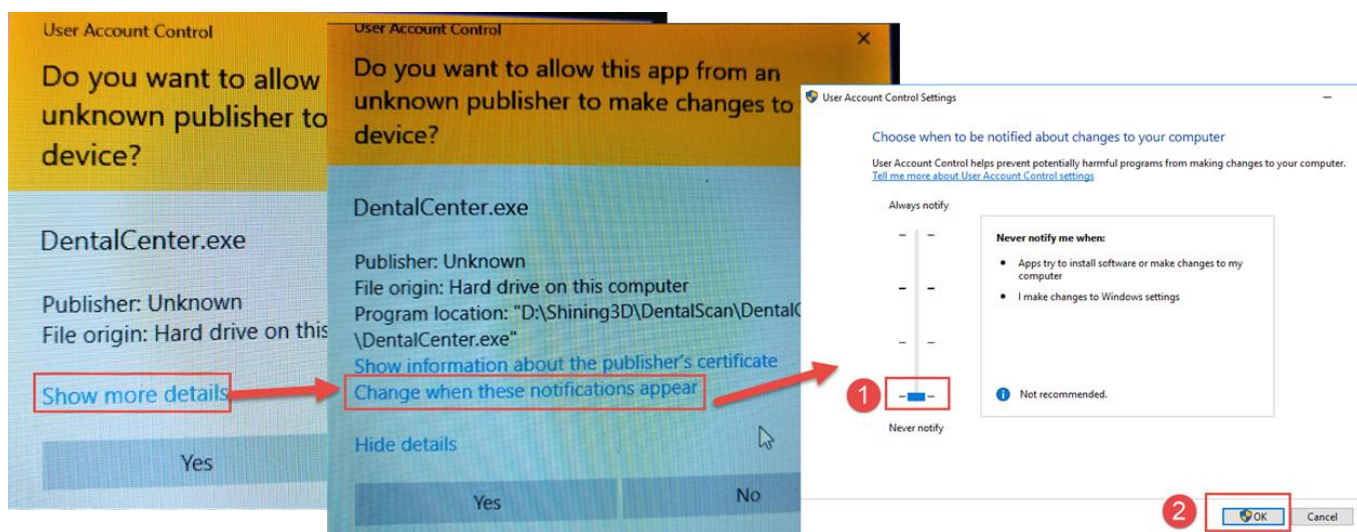 User Account Control
Do you want to allow
unknown publisher to
device?
DentalCenter.exe
Publisher: Unknown
File origin: Hard drive on this
Show more details
Yes
User Account Control
Do you want to allow this app from an
unknown publisher to make changes to
device?
DentalCenter.exe
Publisher: Unknown
File origin: Hard drive on this computer
Program location: "D:\Shining3D\DentalScan\DentalC
\DentalCenter.exe"
Show information about the publisher's certificate
Change when these notifications appear
Hide details
Yes
No
User Account Control Settings
Choose when to be notified about changes to your computer
User Account Control helps prevent potentially harmful programs from making changes to your computer.
Tell me more about User Account Control settings
Always notify
Never notify me when:
• Apps try to install software or make changes to my
computer
• I make changes to Windows settings
1
Not recommended.
Never notify
2
OK
Cancel